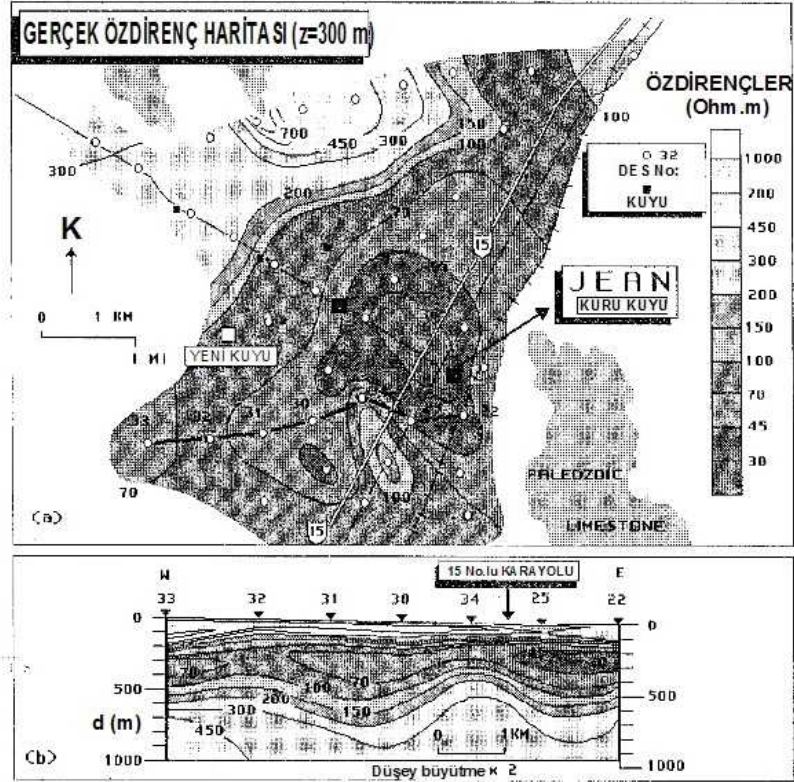 GERÇEK ÖZDİRENÇ HARİTASI (z=300 m)
ÖZDİRENÇLER
(Ohm.m)
32
DES No:
KUYU
1000
700
450
300
200
150
100
70
45
30
700
450
300
150
100
100
300
200
70
K
15
0 1 KM
1 MI
JEAN
KURU KUYU
YENİ KUYU
33
32
31
30
22
70
100
15
PALEOZOIC
LIMESTONE
(a)
W
15 No.lu KARAYOLU
E
33
32
31
30
34
25
22
0
500
1000
d (m)
0
500
1000
70
100
70
200
150
300
450
0 1KM
(b)
Düşey büyütme x 2